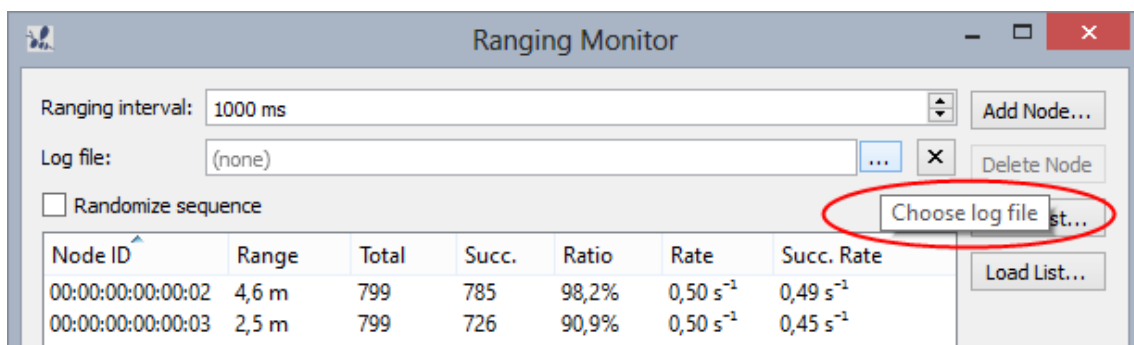 Ranging Monitor
Ranging interval: 1000 ms Add Node...
Log file: (none) ... Delete Node
Randomize sequence
Choose log file st...
Node ID Range Total Succ. Ratio Rate Succ. Rate
Load List...
00:00:00:00:00:02 4,6 m 799 785 98,2% 0,50 s⁻¹ 0,49 s⁻¹
00:00:00:00:00:03 2,5 m 799 726 90,9% 0,50 s⁻¹ 0,45 s⁻¹